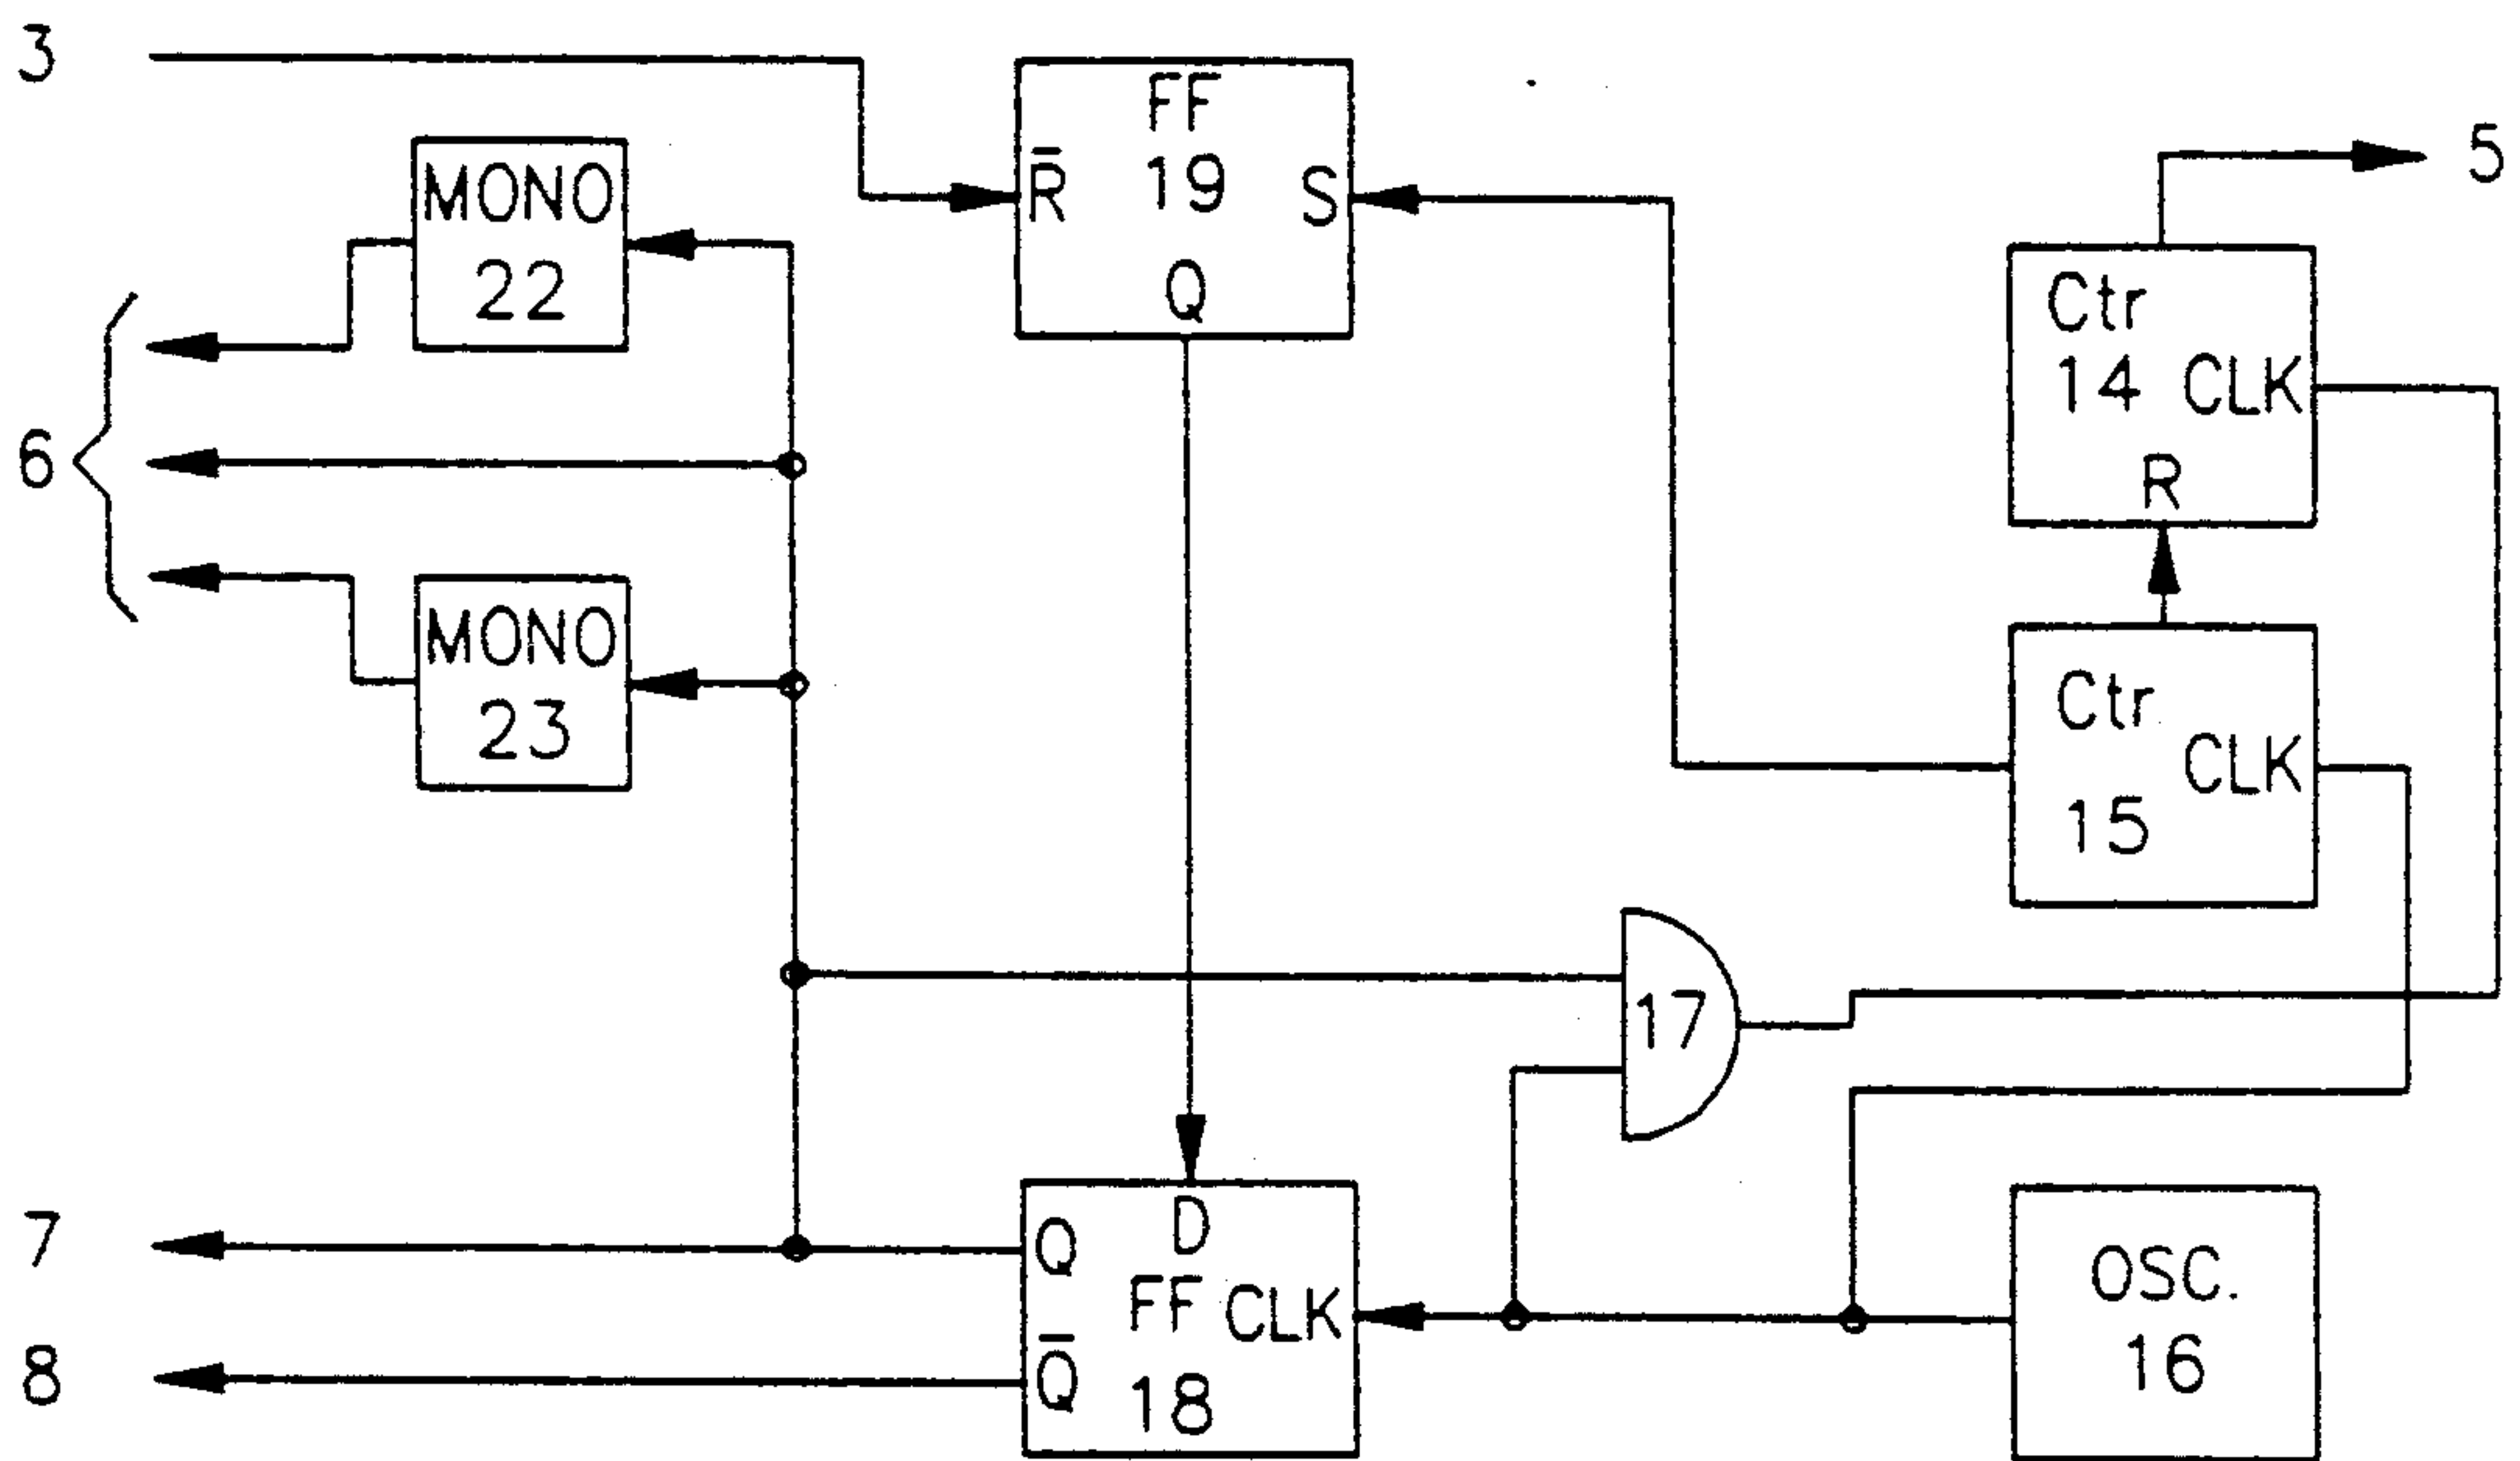 3
FF
19
R̅
S
Q
MONO
22
5
Ctr
14
CLK
R
6
MONO
23
Ctr
15
CLK
17
7
Q
D
FF
CLK
18
Q̅
8
OSC.
16